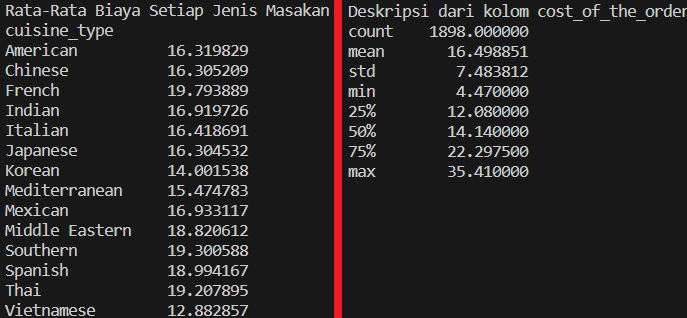 Rata-Rata Biaya Setiap Jenis Masakan
cuisine_type
American 16.319829
Chinese 16.305209
French 19.793889
Indian 16.919726
Italian 16.418691
Japanese 16.304532
Korean 14.001538
Mediterranean 15.474783
Mexican 16.933117
Middle Eastern 18.820612
Southern 19.300588
Spanish 18.994167
Thai 19.207895
Vietnamese 12.882857
Deskripsi dari kolom cost_of_the_order
count 1898.000000
mean 16.498851
std 7.483812
min 4.470000
25% 12.080000
50% 14.140000
75% 22.297500
max 35.410000